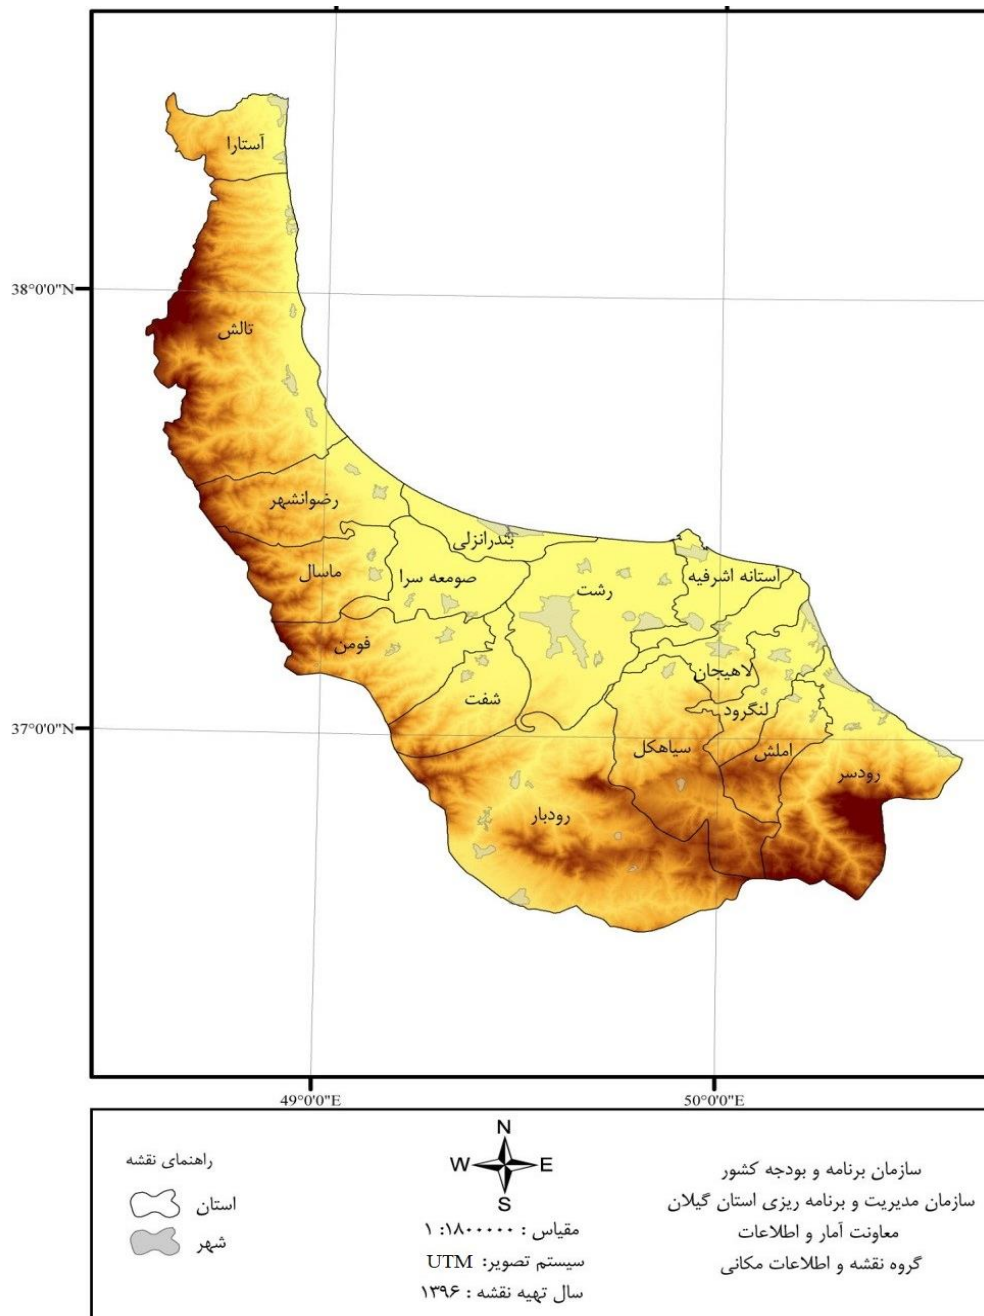 آستارا
38°0'0"N
تالش
رضوانشهر
بندرانزلی
ماسال
صومعه سرا
رشت
استانه اشرفیه
فومن
شفت
لاهیجان
لنگرود
37°0'0"N
سیاهکل
املش
رودسر
رودبار
49°0'0"E
50°0'0"E
راهنمای نقشه
استان
شهر
N
W E
S
مقیاس : ۱:۱۸۰۰۰۰۰
سیستم تصویر: UTM
سال تهیه نقشه : ۱۳۹۶
سازمان برنامه و بودجه کشور
سازمان مدیریت و برنامه ریزی استان گیلان
معاونت آمار و اطلاعات
گروه نقشه و اطلاعات مکانی